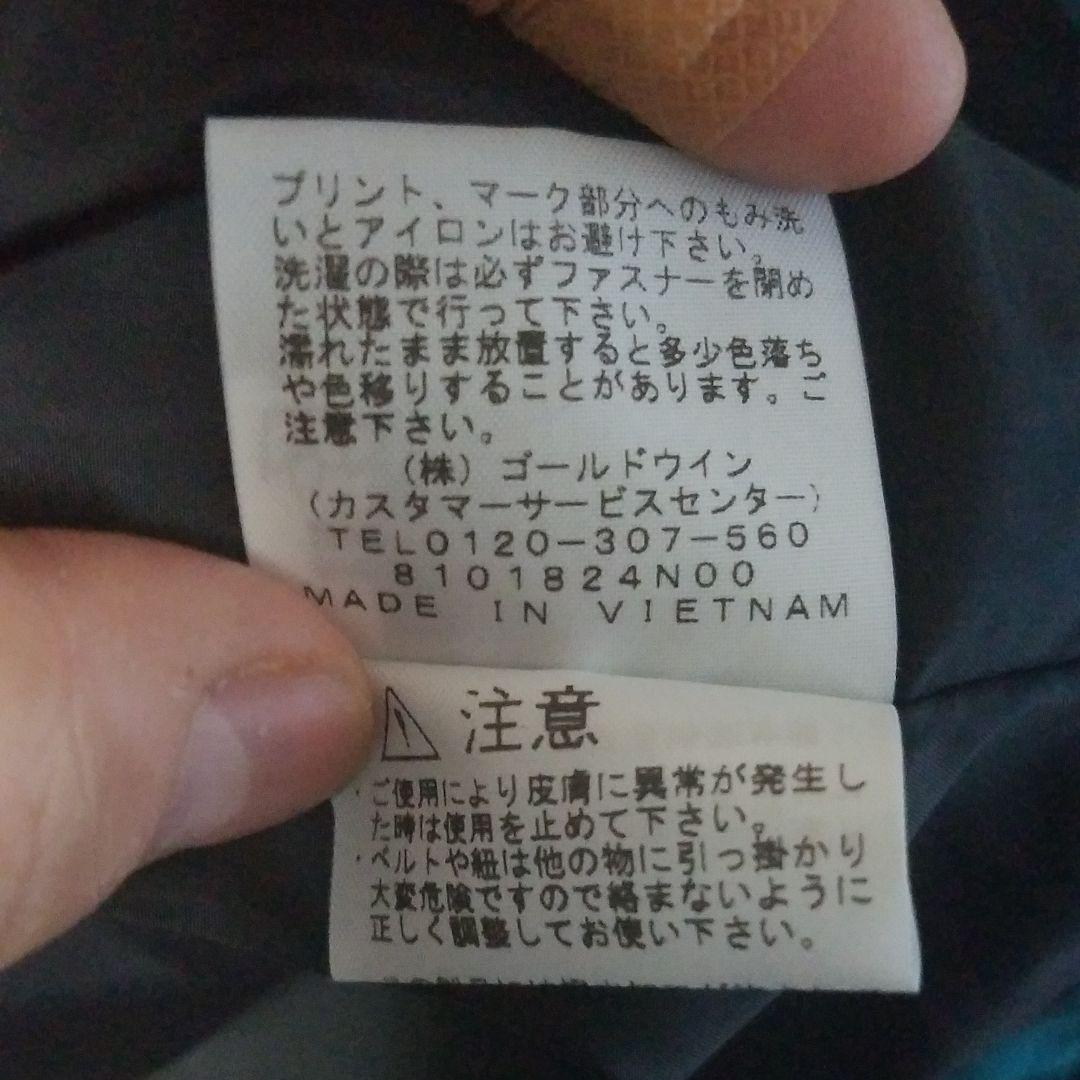 プリント、マーク部分へのもみ洗
いとアイロンはお避け下さい。
洗濯の際は必ずファスナーを閉め
た状態で行って下さい。
濡れたまま放置すると多少色落ち
や色移りすることがあります。ご
注意下さい。
(株) ゴールドウイン
(カスタマーサービスセンター)
TEL0120-307-560
8101824N00
MADE IN VIETNAM
注意
・ご使用により皮膚に異常が発生し
た時は使用を止めて下さい。
・ベルトや紐は他の物に引っ掛かり
大変危険ですので絡まないように
正しく調整してお使い下さい。